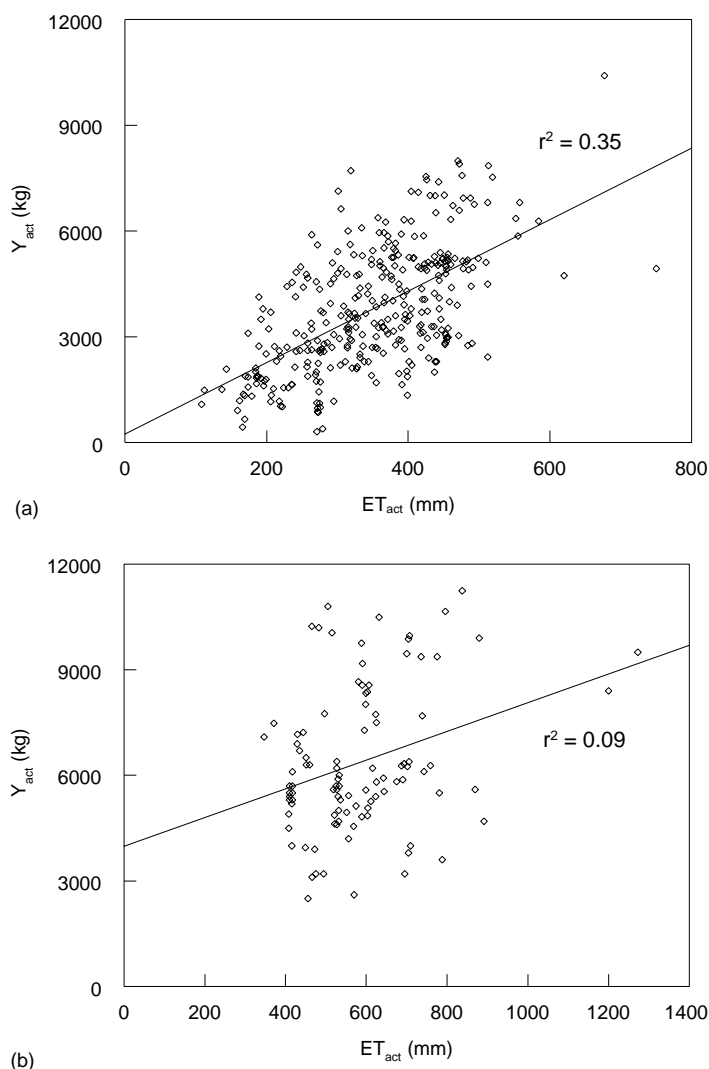 12000
9000
6000
3000
0
Y_act (kg)
r² = 0.35
0 200 400 600 800
ET_act (mm)
(a)
12000
9000
6000
3000
0
Y_act (kg)
r² = 0.09
0 200 400 600 800 1000 1200 1400
ET_act (mm)
(b)